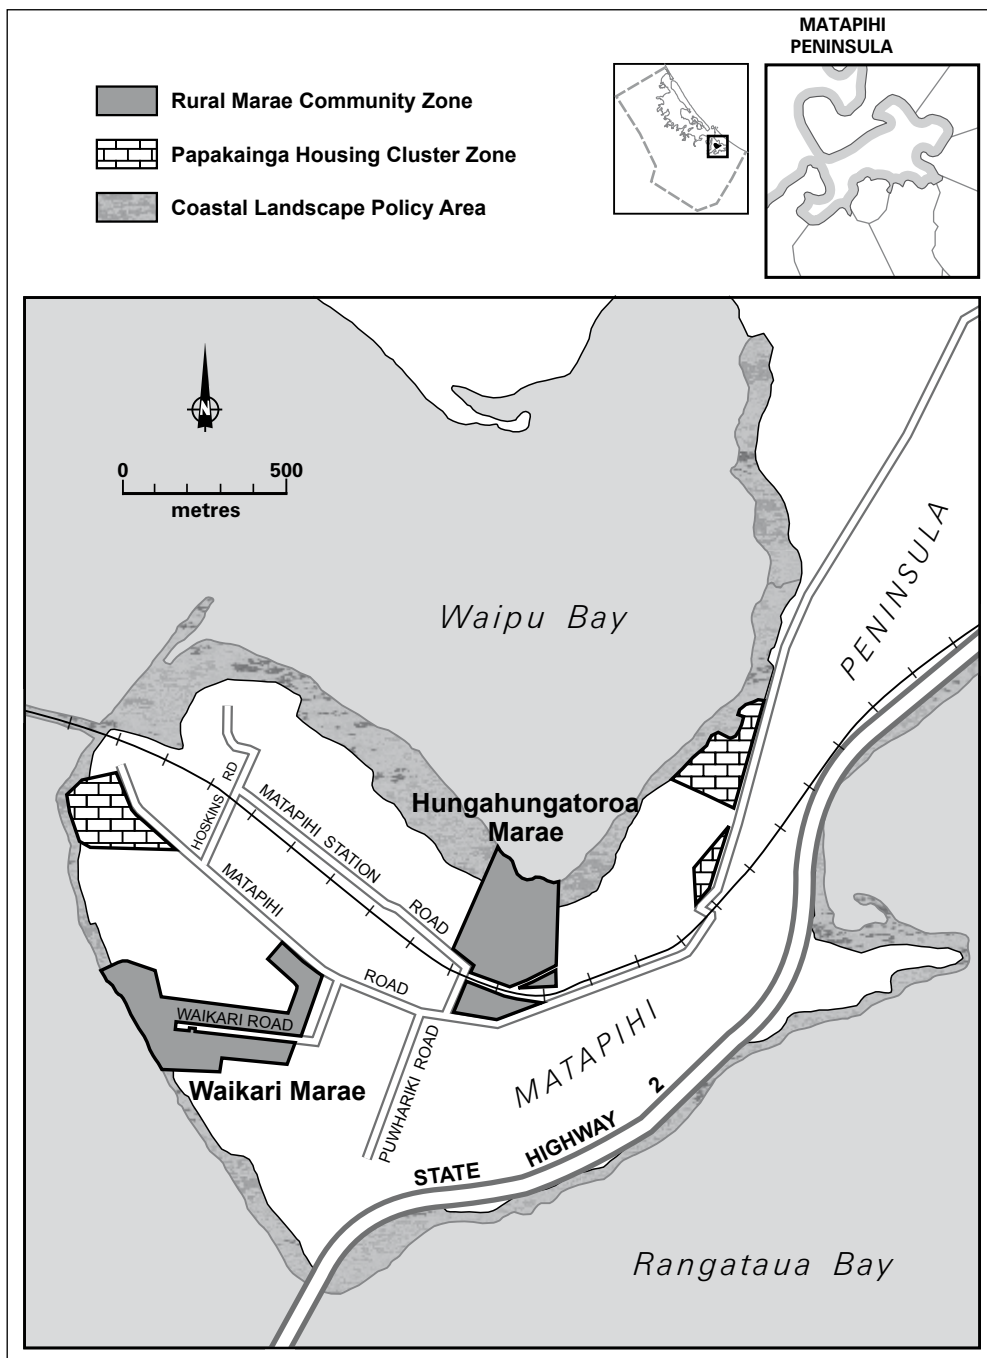 MATAPIHI
PENINSULA
Rural Marae Community Zone
Papakainga Housing Cluster Zone
Coastal Landscape Policy Area
N
0 500
metres
Waipu Bay
PENINSULA
HOSKINS RD
MATAPIHI STATION ROAD
Hungahungatoroa
Marae
MATAPIHI ROAD
WAIKARI ROAD
Waikari Marae
PUWHARIKI ROAD
MATAPIHI
STATE HIGHWAY 2
Rangataua Bay